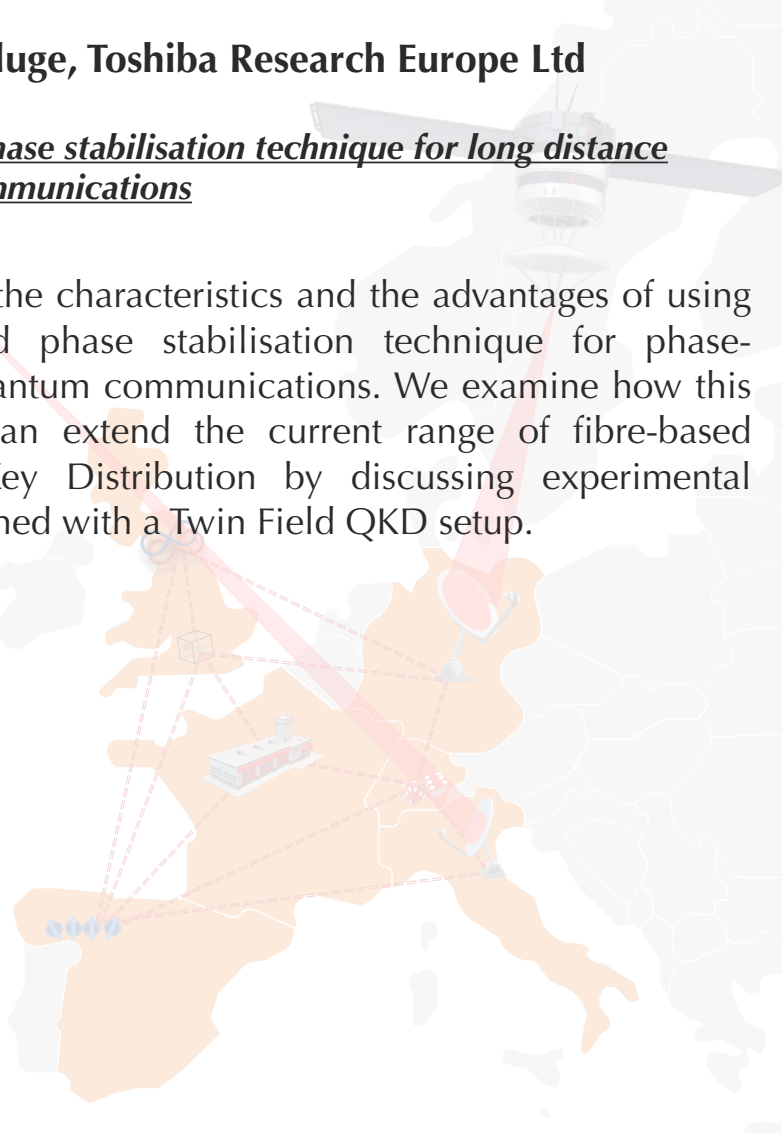 luge, Toshiba Research Europe Ltd
hase stabilisation technique for long distance
mmunications
the characteristics and the advantages of using
d phase stabilisation technique for phase-
antum communications. We examine how this
an extend the current range of fibre-based
Key Distribution by discussing experimental
ned with a Twin Field QKD setup.